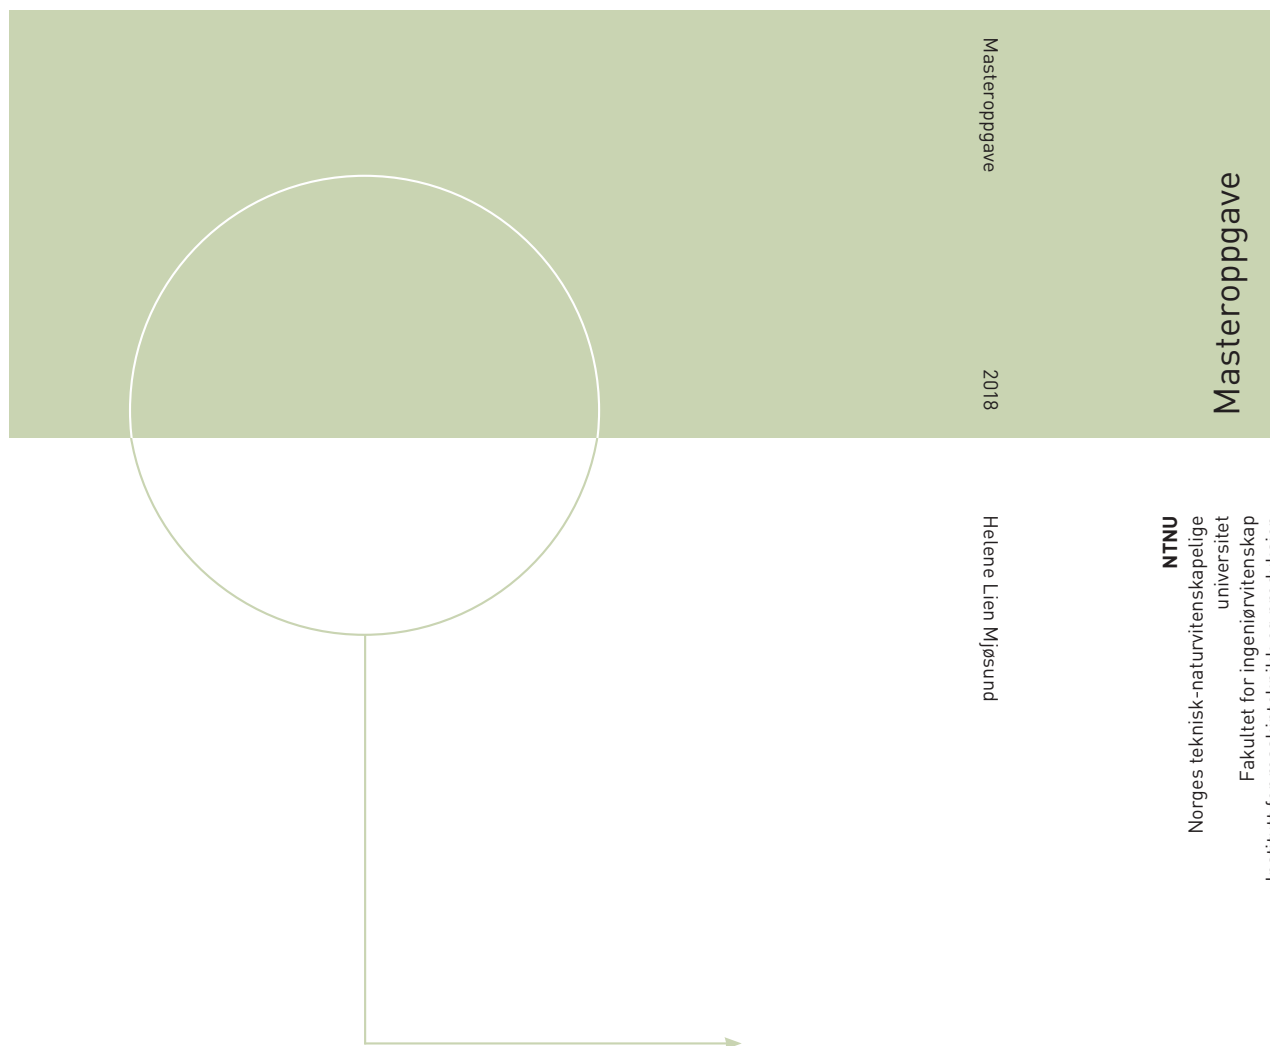 Masteroppgave
2018
Helene Lien Mjøsund
Masteroppgave
NTNU
Norges teknisk-naturvitenskapelige
universitet
Fakultet for ingeniørvitenskap